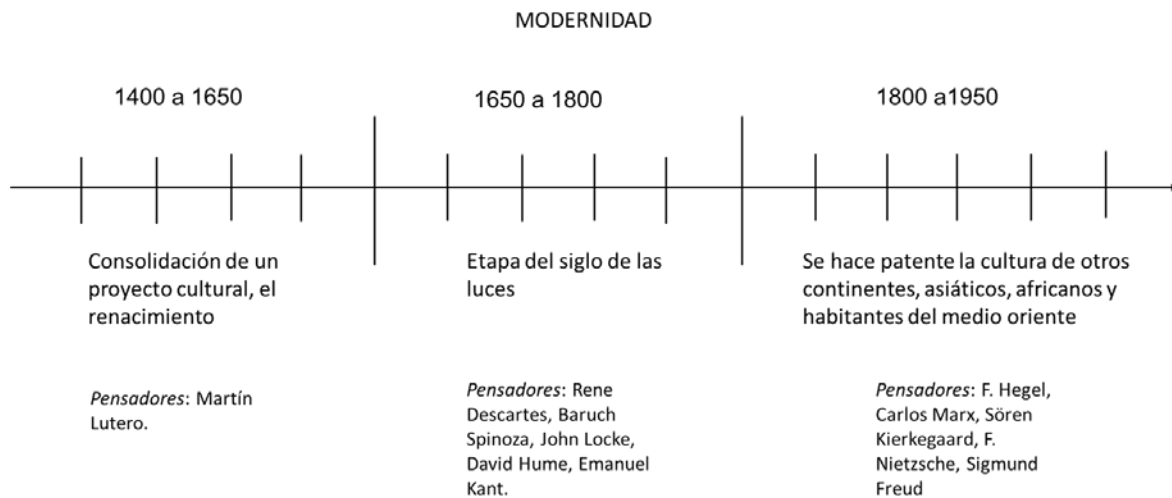 MODERNIDAD
1400 a 1650
1650 a 1800
1800 a1950
Consolidación de un
proyecto cultural, el
renacimiento
Etapa del siglo de las
luces
Se hace patente la cultura de otros
continentes, asiáticos, africanos y
habitantes del medio oriente
Pensadores: Martín
Lutero.
Pensadores: Rene
Descartes, Baruch
Spinoza, John Locke,
David Hume, Emanuel
Kant.
Pensadores: F. Hegel,
Carlos Marx, Sören
Kierkegaard, F.
Nietzsche, Sigmund
Freud